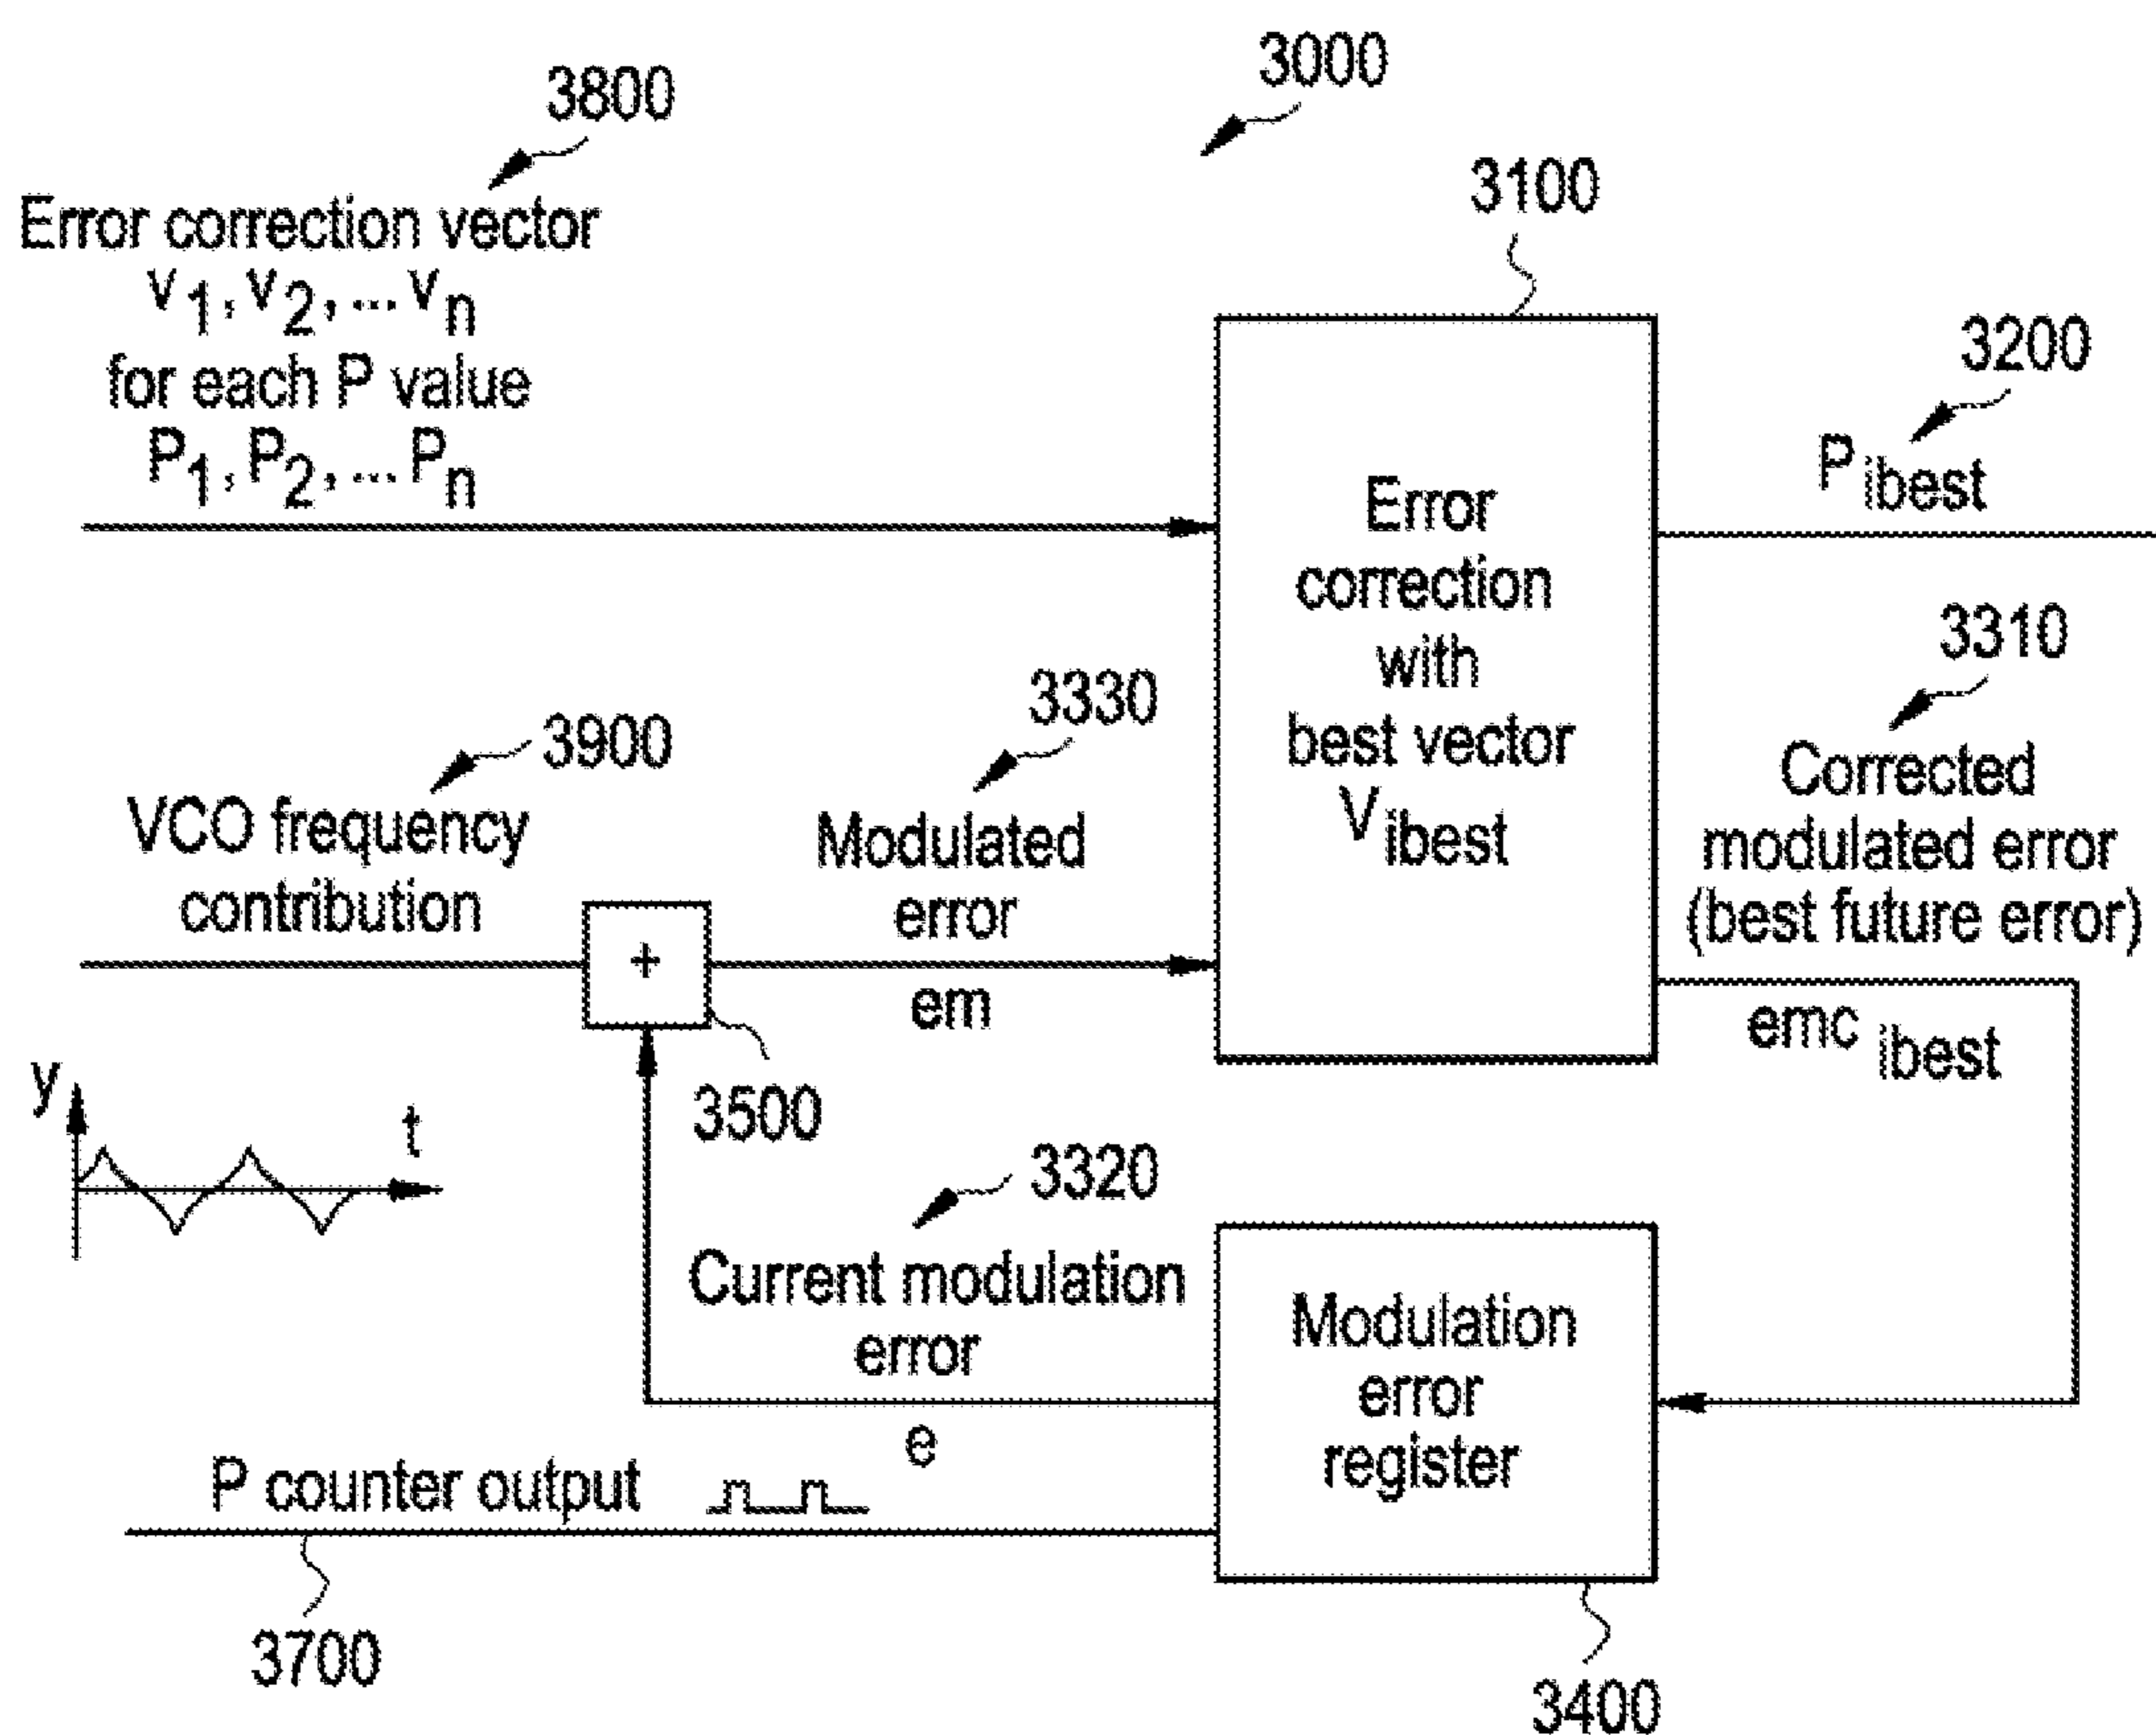 3000
3800
Error correction vector
v1, v2, ... vn
for each P value
P1, P2, ... Pn
3100
Error
correction
with
best vector
Vibest
3200
Pibest
3310
Corrected
modulated error
(best future error)
emc ibest
3900
VCO frequency
contribution
3330
Modulated
error
+
em
3500
y
t
3320
Current modulation
error
e
Modulation
error
register
P counter output
3700
3400